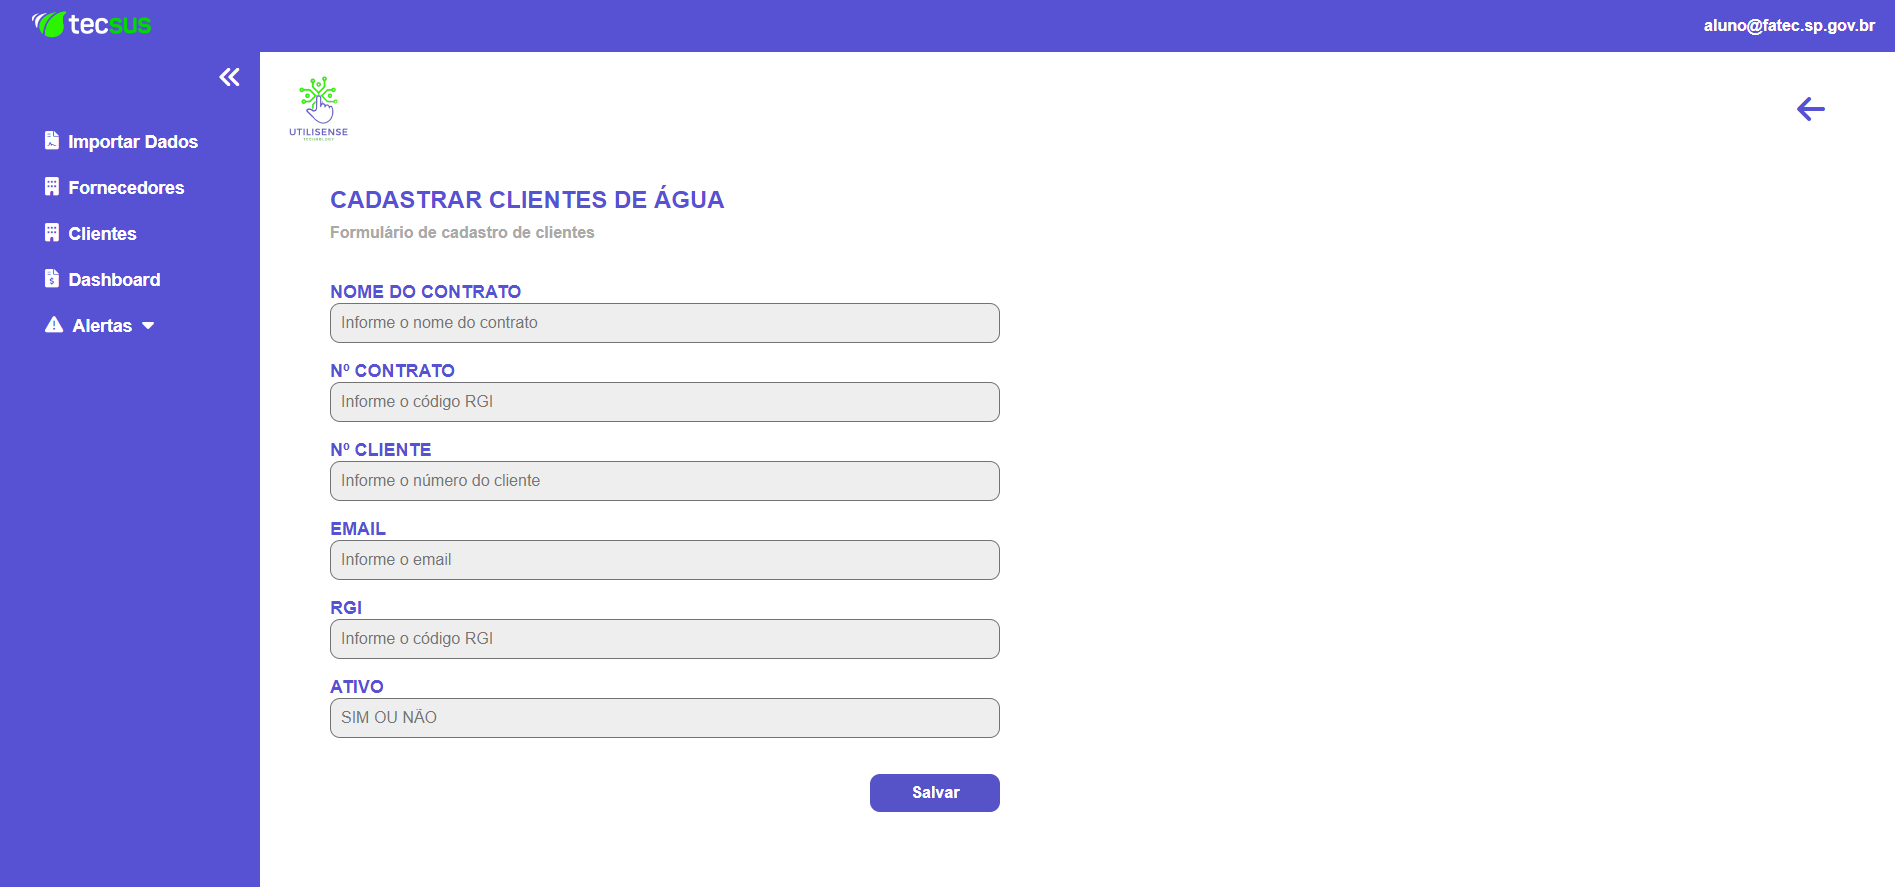 tecsus
aluno@fatec.sp.gov.br
Importar Dados
Fornecedores
Clientes
Dashboard
Alertas
UTILISENSE
TECHNOLOGY
CADASTRAR CLIENTES DE ÁGUA
Formulário de cadastro de clientes
NOME DO CONTRATO
Informe o nome do contrato
Nº CONTRATO
Informe o código RGI
Nº CLIENTE
Informe o número do cliente
EMAIL
Informe o email
RGI
Informe o código RGI
ATIVO
SIM OU NÃO
Salvar